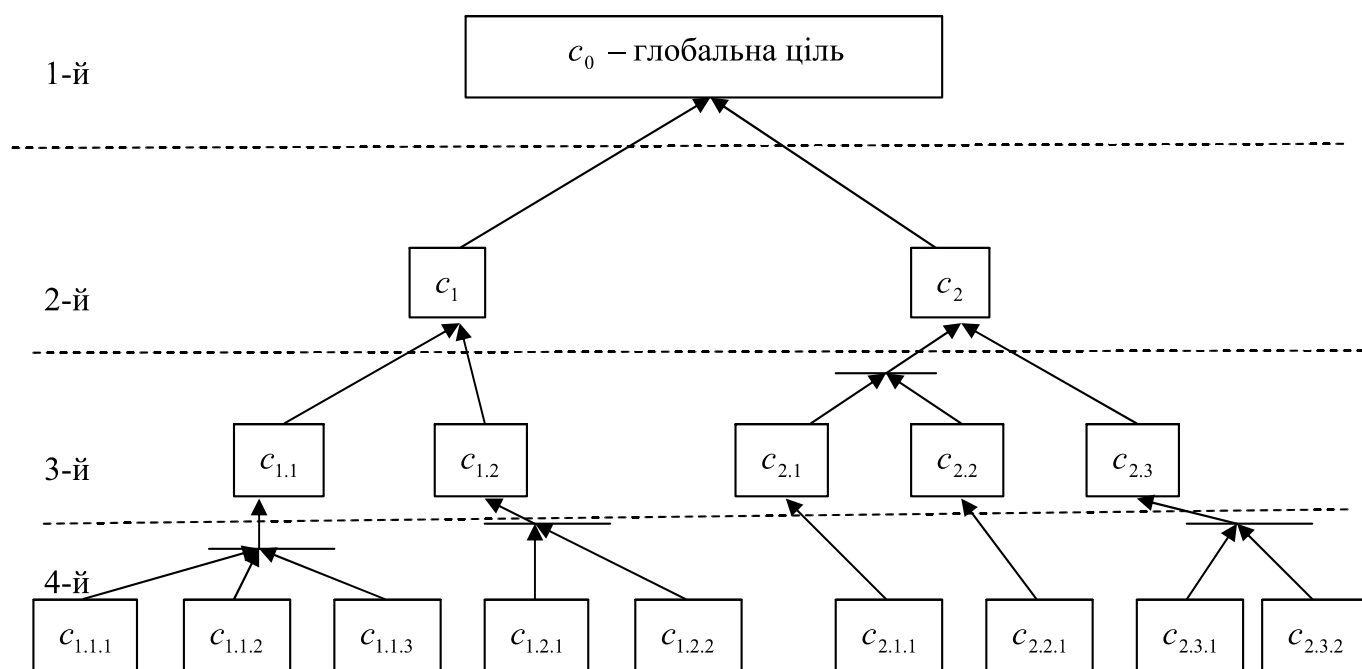 1-й
c₀ – глобальна ціль
2-й
c₁
c₂
3-й
c₁.₁
c₁.₂
c₂.₁
c₂.₂
c₂.₃
4-й
c₁.₁.₁
c₁.₁.₂
c₁.₁.₃
c₁.₂.₁
c₁.₂.₂
c₂.₁.₁
c₂.₂.₁
c₂.₃.₁
c₂.₃.₂